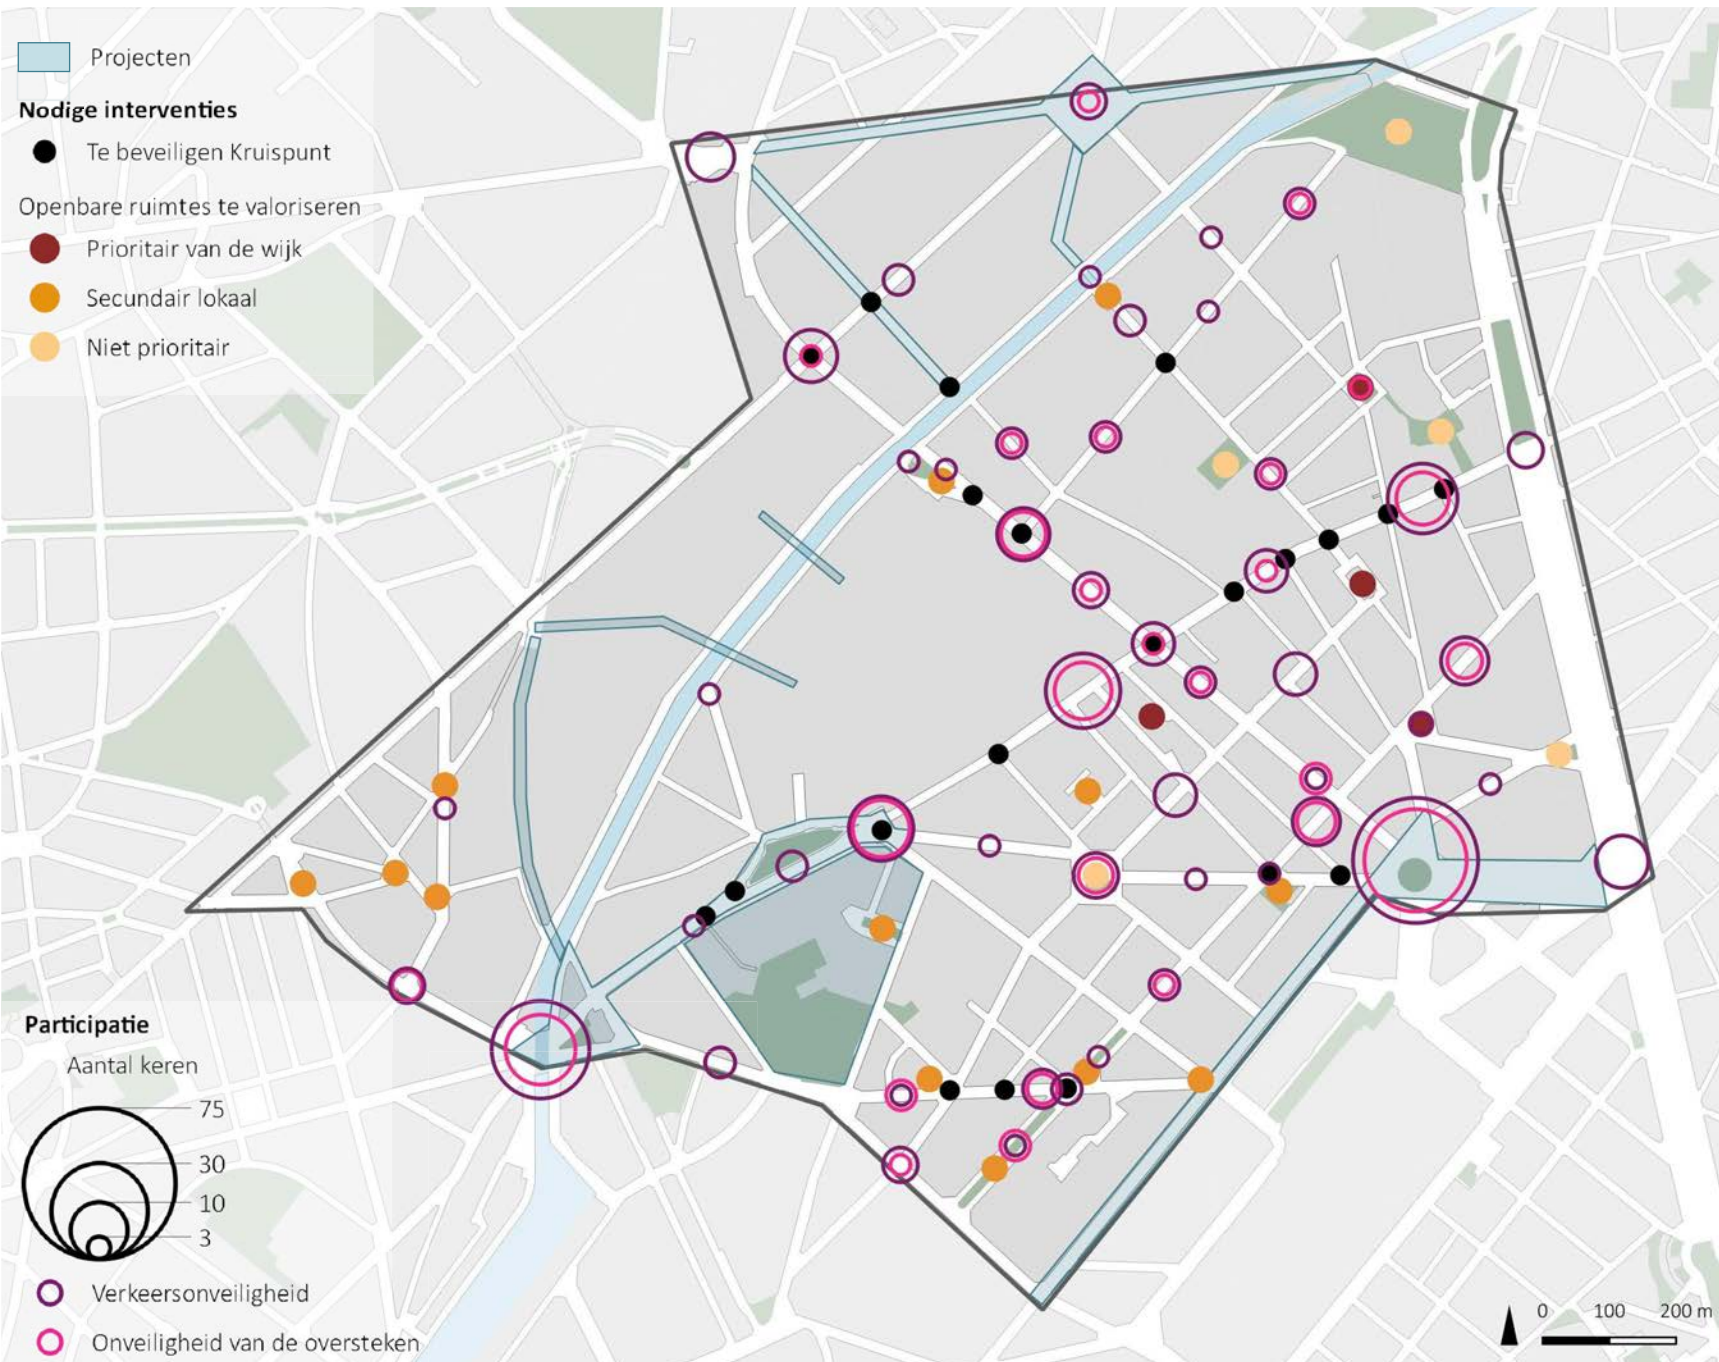 Projecten
Nodige interventies
Te beveiligen Kruispunt
Openbare ruimtes te valoriseren
Prioritair van de wijk
Secundair lokaal
Niet prioritair
Participatie
Aantal keren
75
30
10
3
Verkeersonveiligheid
Onveiligheid van de oversteken
0 100 200 m